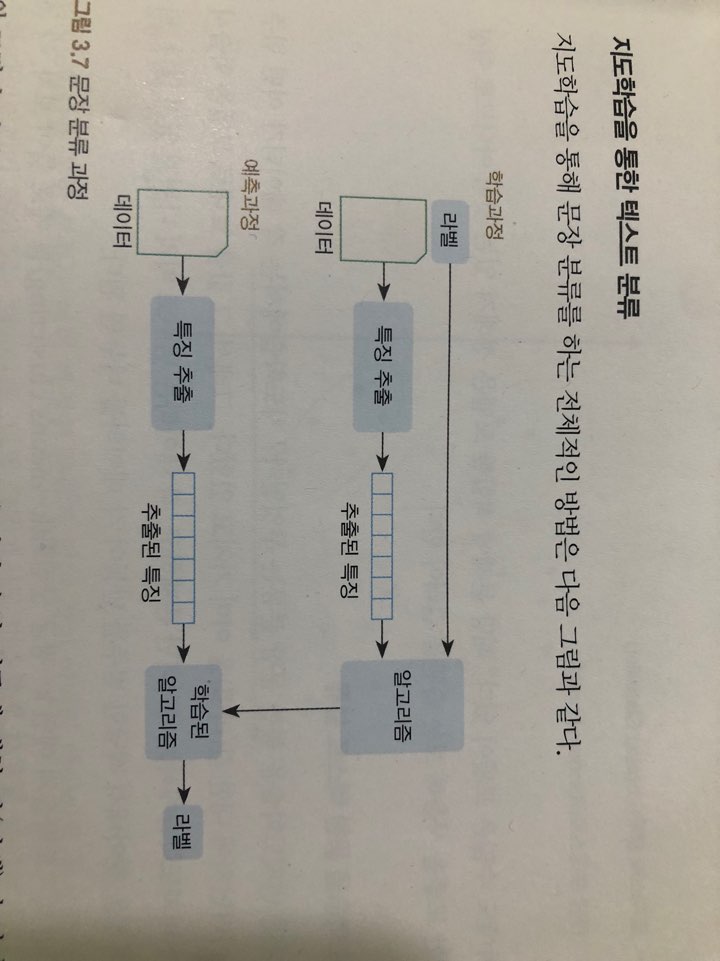 지도학습을 통한 텍스트 분류
지도학습을 통해 문장 분류를 하는 전체적인 방법은 다음 그림과 같다.
학습과정
라벨
데이터
특징 추출
추출된 특징
알고리즘
예측과정
데이터
특징 추출
추출된 특징
학습된
알고리즘
라벨
그림 3.7 문장 분류 과정